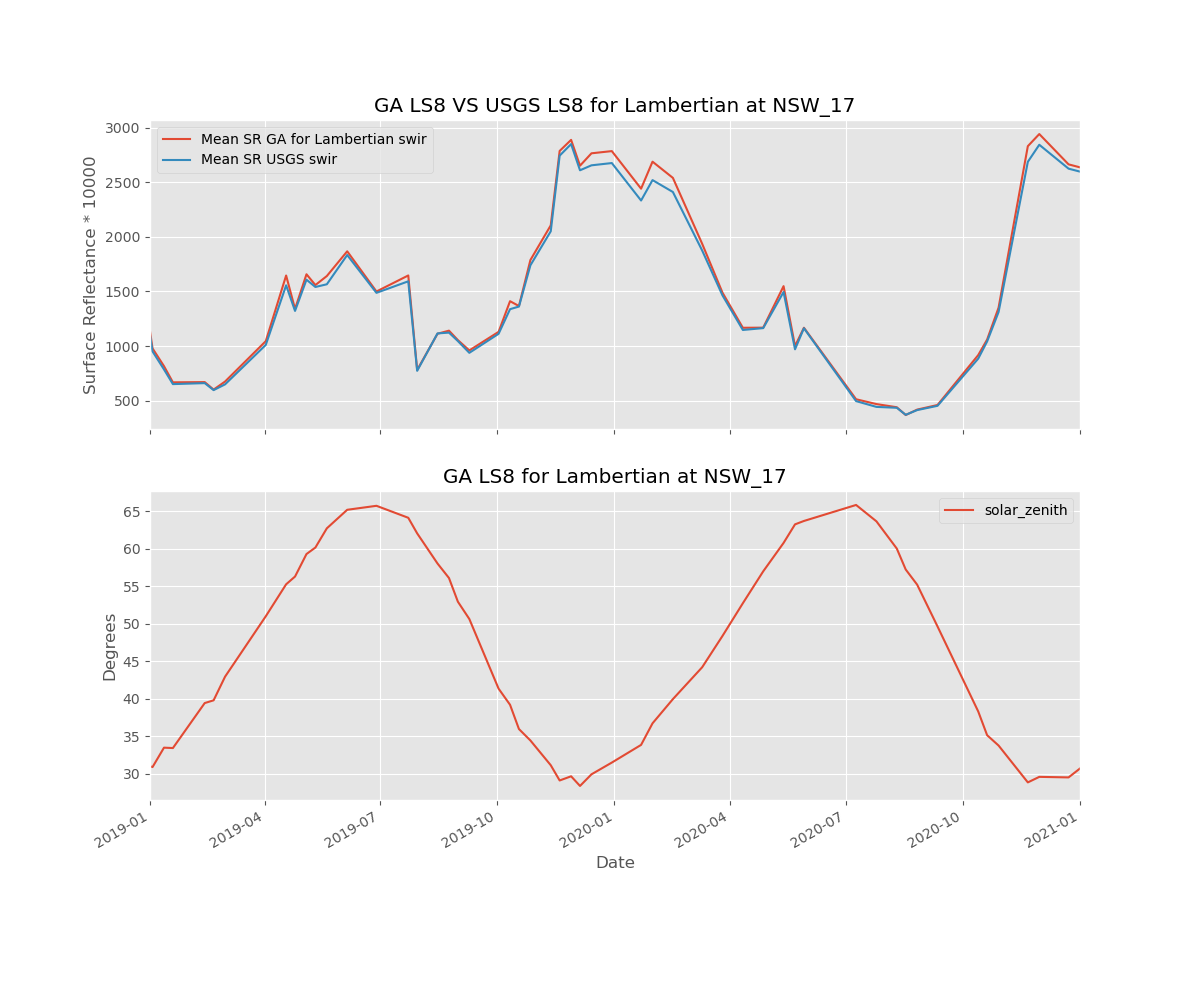 GA LS8 VS USGS LS8 for Lambertian at NSW_17
Mean SR GA for Lambertian swir
Mean SR USGS swir
Surface Reflectance * 10000
3000
2500
2000
1500
1000
500
GA LS8 for Lambertian at NSW_17
solar_zenith
Degrees
65
60
55
50
45
40
35
30
2019-01
2019-04
2019-07
2019-10
2020-01
2020-04
2020-07
2020-10
2021-01
Date